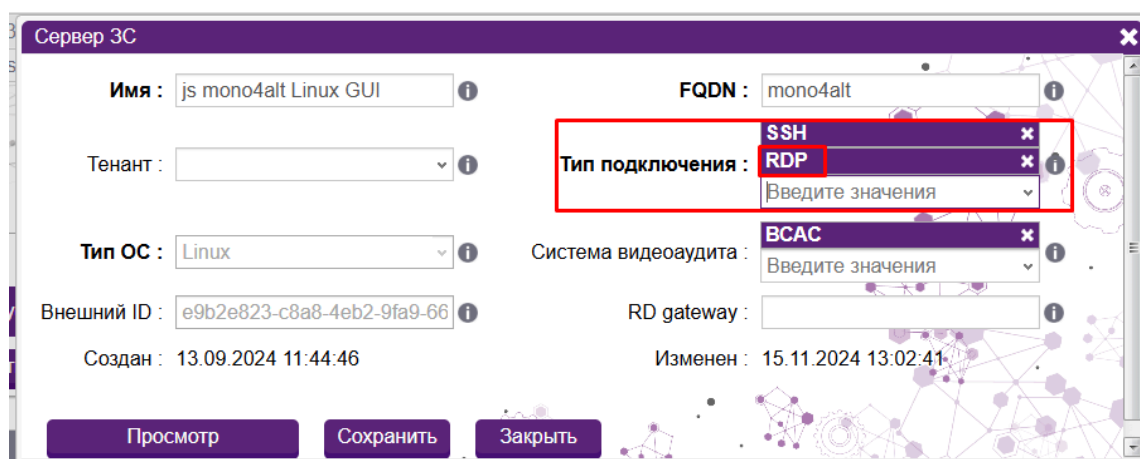 Сервер ЗС
Имя : js mono4alt Linux GUI
FQDN : mono4alt
Тенант :
Тип подключения : SSH
RDP
Введите значения
Тип ОС : Linux
Система видеоаудита : ВСАС
Введите значения
Внешний ID : e9b2e823-c8a8-4eb2-9fa9-66
RD gateway :
Создан : 13.09.2024 11:44:46
Изменен : 15.11.2024 13:02:41
Просмотр
Сохранить
Закрыть